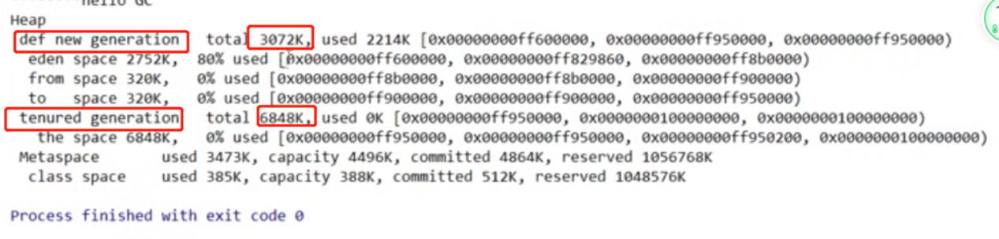 hello GC
Heap
def new generation total 3072K, used 2214K [0x00000000ff600000, 0x00000000ff950000, 0x00000000ff950000)
eden space 2752K, 80% used [0x00000000ff600000, 0x00000000ff829860, 0x00000000ff8b0000)
from space 320K, 0% used [0x00000000ff8b0000, 0x00000000ff8b0000, 0x00000000ff900000)
to space 320K, 0% used [0x00000000ff900000, 0x00000000ff900000, 0x00000000ff950000)
tenured generation total 6848K, used 0K [0x00000000ff950000, 0x0000000100000000, 0x0000000100000000)
the space 6848K, 0% used [0x00000000ff950000, 0x00000000ff950000, 0x00000000ff950200, 0x0000000100000000)
Metaspace used 3473K, capacity 4496K, committed 4864K, reserved 1056768K
class space used 385K, capacity 388K, committed 512K, reserved 1048576K
Process finished with exit code 0